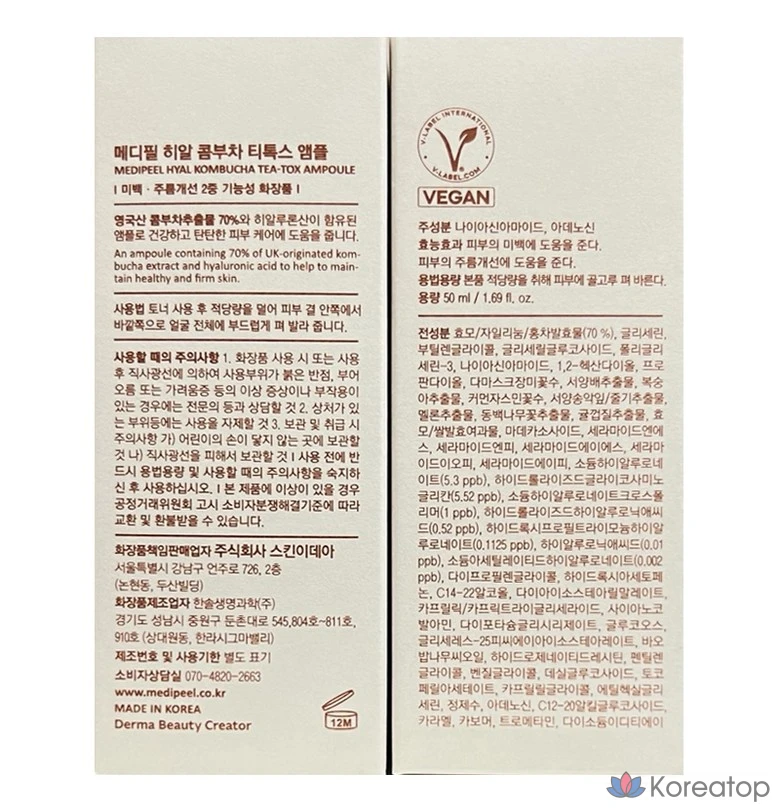 메디필 히알 콤부차 티톡스 앰플
MEDIPEEL HYAL KOMBUCHA TEA-TOX AMPOULE
I 미백 · 주름개선 2중 기능성 화장품 I
영국산 콤부차추출물 70%와 히알루론산이 함유된
앰플로 건강하고 탄탄한 피부 케어에 도움을 줍니다.
An ampoule containing 70% of UK-originated kom-
bucha extract and hyaluronic acid to help to main-
tain healthy and firm skin.
사용법 토너 사용 후 적당량을 덜어 피부 결 안쪽에서
바깥쪽으로 얼굴 전체에 부드럽게 펴 발라 줍니다.
사용할 때의 주의사항 1. 화장품 사용 시 또는 사용
후 직사광선에 의하여 사용부위가 붉은 반점, 부어
오름 또는 가려움증 등의 이상 증상이나 부작용이
있는 경우에는 전문의 등과 상담할 것 2. 상처가 있
는 부위등에는 사용을 자제할 것 3. 보관 및 취급 시
주의사항 가) 어린이의 손이 닿지 않는 곳에 보관할
것 나) 직사광선을 피해서 보관할 것 I 사용 전에 반
드시 용법용량 및 사용할 때의 주의사항을 숙지하
신 후 사용하십시오. I 본 제품에 이상이 있을 경우
공정거래위원회 고시 소비자분쟁해결기준에 따라
교환 및 환불받을 수 있습니다.
화장품책임판매업자 주식회사 스킨이데아
서울특별시 강남구 언주로 726, 2층
(논현동, 두산빌딩)
화장품제조업자 한솔생명과학(주)
경기도 성남시 중원구 둔촌대로 545,804호~811호,
910호 (상대원동, 한라시그마밸리)
제조번호 및 사용기한 별도 표기
소비자상담실 070-4820-2663
www.medipeel.co.kr
MADE IN KOREA
Derma Beauty Creator
12M
V-LABEL INTERNATIONAL
V-LABEL.COM
VEGAN
주성분 나이아신아마이드, 아데노신
효능효과 피부의 미백에 도움을 준다.
피부의 주름개선에 도움을 준다.
용법용량 본품 적당량을 취해 피부에 골고루 펴 바른다.
용량 50 ml / 1.69 fl. oz.
전성분 효모/자일리눔/홍차발효물(70 %), 글리세린,
부틸렌글라이콜, 글리세릴글루코사이드, 폴리글리
세린-3, 나이아신아마이드, 1,2-헥산다이올, 프로
판다이올, 다마스크장미꽃수, 서양배추출물, 복숭
아추출물, 커먼자스민꽃수, 서양송악잎/줄기추출물,
멜론추출물, 동백나무꽃추출물, 귤껍질추출물, 효
모/쌀발효여과물, 마데카소사이드, 세라마이드엔에
스, 세라마이드엔피, 세라마이드에이에스, 세라마
이드이오피, 세라마이드에이피, 소듐하이알루로네
이트(5.3 ppb), 하이드롤라이즈드글라이코사미노
글리칸(5.52 ppb), 소듐하이알루로네이트크로스폴
리머(1 ppb), 하이드롤라이즈드하이알루로닉애씨
드(0.52 ppb), 하이드록시프로필트라이모늄하이알
루로네이트(0.1125 ppb), 하이알루로닉애씨드(0.01
ppb), 소듐아세틸레이티드하이알루로네이트(0.002
ppb), 다이프로필렌글라이콜, 하이드록시아세토페
논, C14-22알코올, 다이아이소스테아릴말레이트,
카프릴릭/카프릭트라이글리세라이드, 사이아노코
발아민, 다이포타슘글리시리제이트, 글루코오스,
글리세레스-25피씨에이아이소스테아레이트, 바오
밥나무씨오일, 하이드로제네이티드레시틴, 펜틸렌
글라이콜, 벤질글라이콜, 데실글루코사이드, 토코
페릴아세테이트, 카프릴릴글라이콜, 에틸헥실글리
세린, 정제수, 아데노신, C12-20알킬글루코사이드,
카라멜, 카보머, 트로메타민, 다이소듐이디티에이
Koreatop